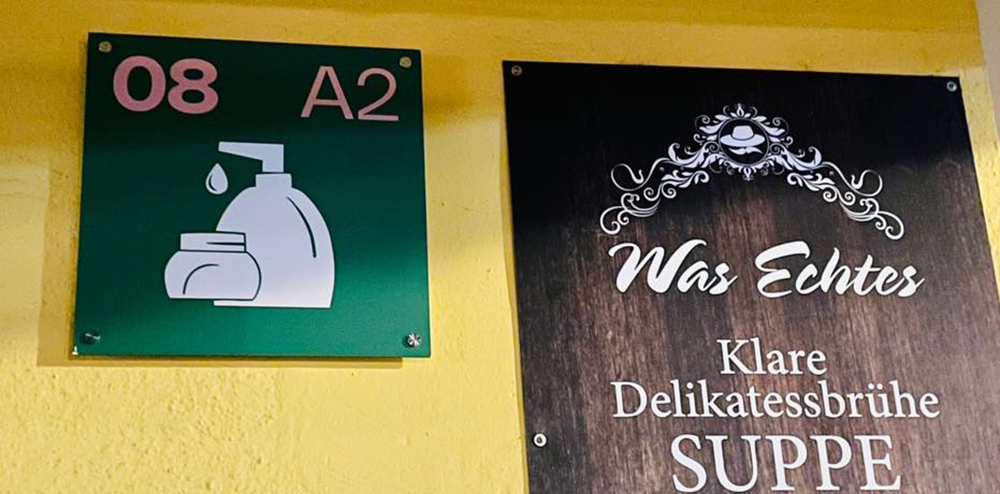 08 A2
Was Echtes
Klare
Delikatessbrühe
SUPPE